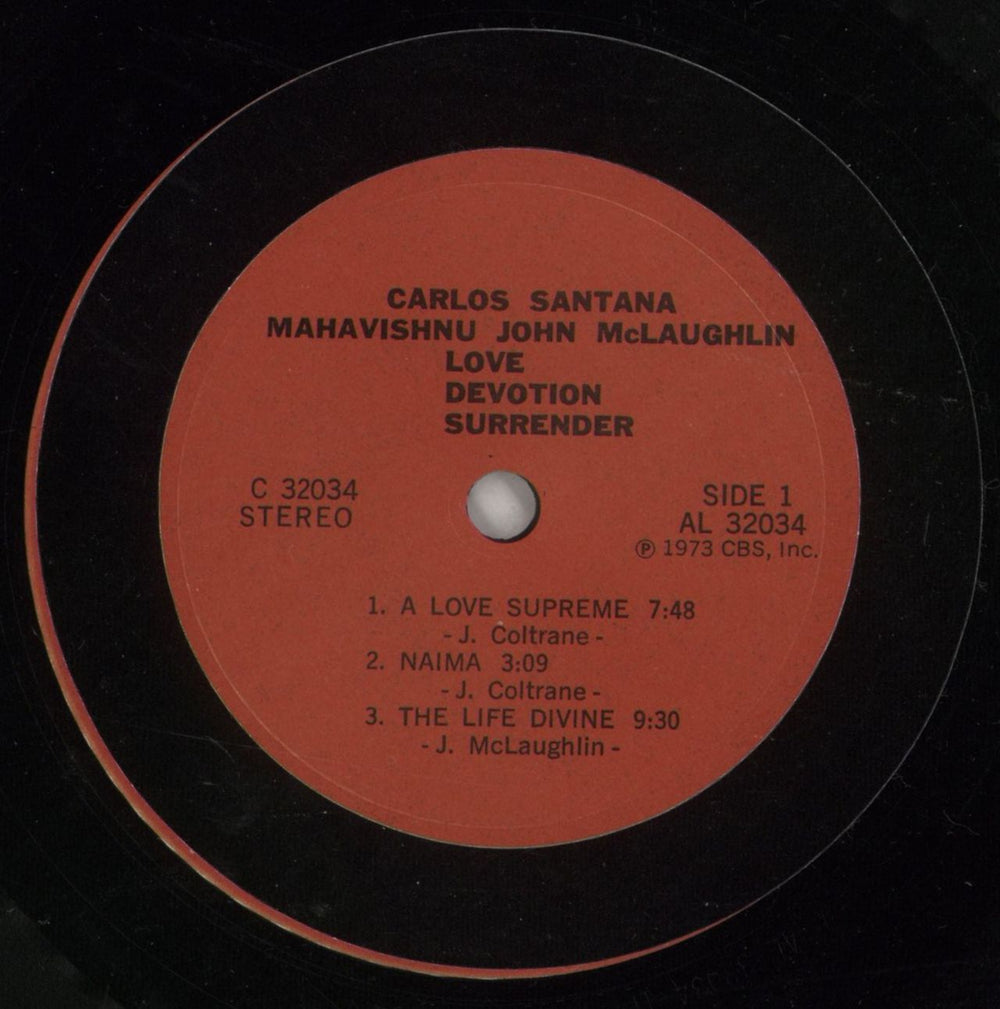 CARLOS SANTANA
MAHAVISHNU JOHN McLAUGHLIN
LOVE
DEVOTION
SURRENDER
C 32034
STEREO
SIDE 1
AL 32034
℗ 1973 CBS, Inc.
1. A LOVE SUPREME 7:48
- J. Coltrane -
2. NAIMA 3:09
- J. Coltrane -
3. THE LIFE DIVINE 9:30
- J. McLaughlin -